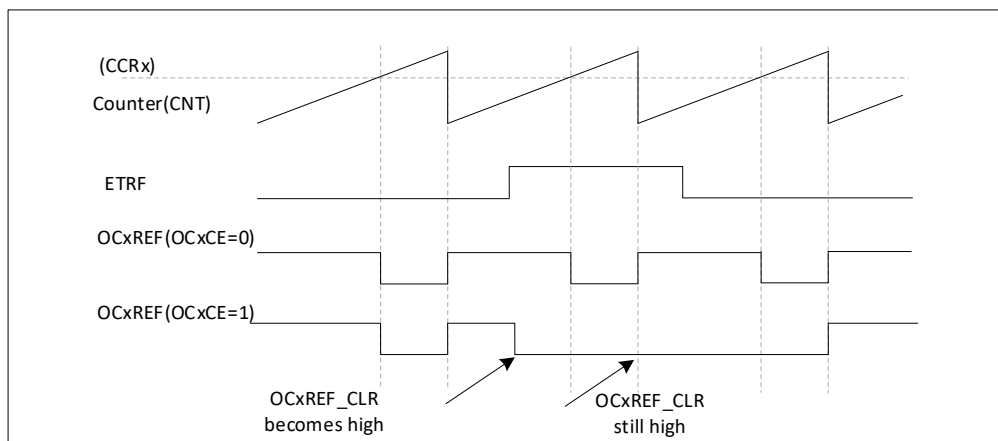 (CCRx)
Counter(CNT)
ETRF
OCxREF(OCxCE=0)
OCxREF(OCxCE=1)
OCxREF_CLR
becomes high
OCxREF_CLR
still high